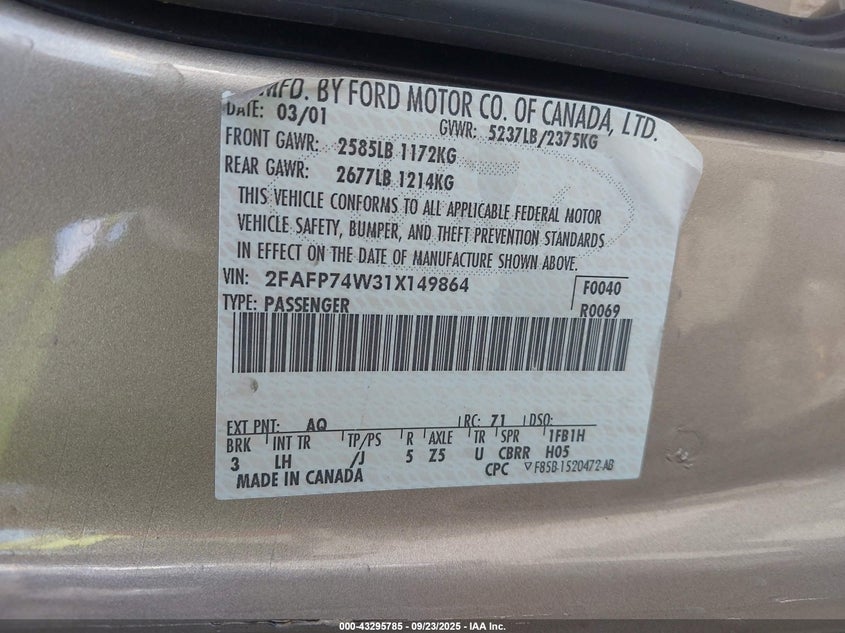 MFD. BY FORD MOTOR CO. OF CANADA, LTD.
DATE: 03/01 GVWR: 5237LB/2375KG
FRONT GAWR: 2585LB 1172KG
REAR GAWR: 2677LB 1214KG
THIS VEHICLE CONFORMS TO ALL APPLICABLE FEDERAL MOTOR
VEHICLE SAFETY, BUMPER, AND THEFT PREVENTION STANDARDS
IN EFFECT ON THE DATE OF MANUFACTURE SHOWN ABOVE.
VIN: 2FAFP74W31X149864 F0040
TYPE: PASSENGER R0069
EXT PNT: AQ RC: 71 DSO:
BRK INT TR TP/PS R AXLE TR SPR 1FB1H
3 LH /J 5 Z5 U CBRR H05
MADE IN CANADA CPC F85B-1520472-AB
000-43295785 - 09/23/2025 - IAA Inc.